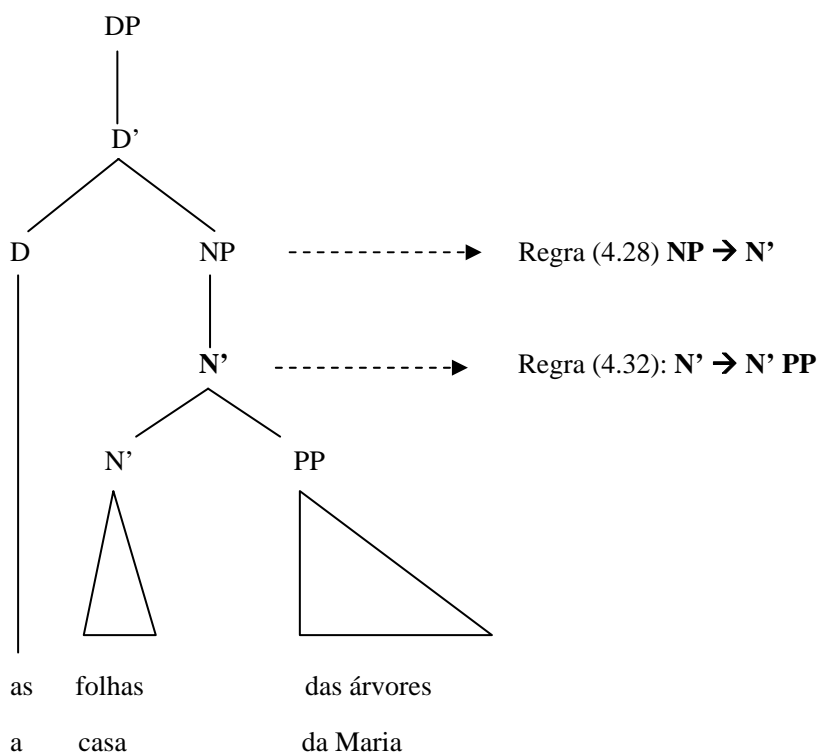 DP
D’
D NP Regra (4.28) NP → N’
N’ Regra (4.32): N’ → N’ PP
N’ PP
as folhas das árvores
a casa da Maria